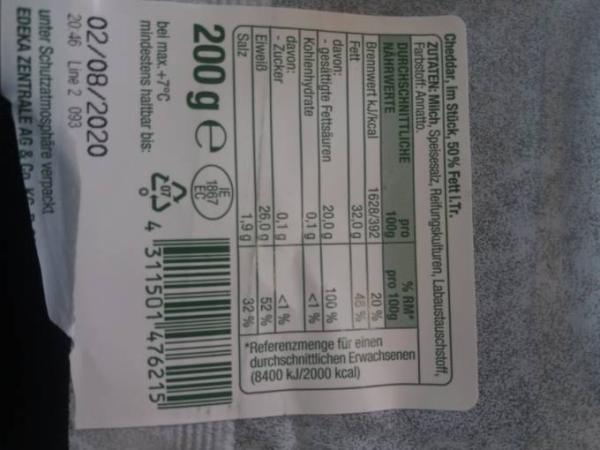 Cheddar, im Stück, 50% Fett i.Tr.
ZUTATEN: Milch, Speisesalz, Reifungskulturen, Labaustauschstoff,
Farbstoff: Annatto.
DURCHSCHNITTLICHE NÄHRWERTE pro 100g % RM* pro 100g
Brennwert kJ/kcal 1628/392 20 %
Fett 32,0 g 46 %
davon:
- gesättigte Fettsäuren 20,0 g 100 %
Kohlenhydrate 0,1 g <1 %
davon:
- Zucker 0,1 g <1 %
Eiweiß 26,0 g 52 %
Salz 1,9 g 32 %
*Referenzmenge für einen
durchschnittlichen Erwachsenen
(8400 kJ/2000 kcal)
200 g e
IE
1867
EC
bei max. +7°C
mindestens haltbar bis:
07
O
4 311501 476215
02/08/2020
20:46 Line 2 093
unter Schutzatmosphäre verpackt
EDEKA ZENTRALE AG & Co.